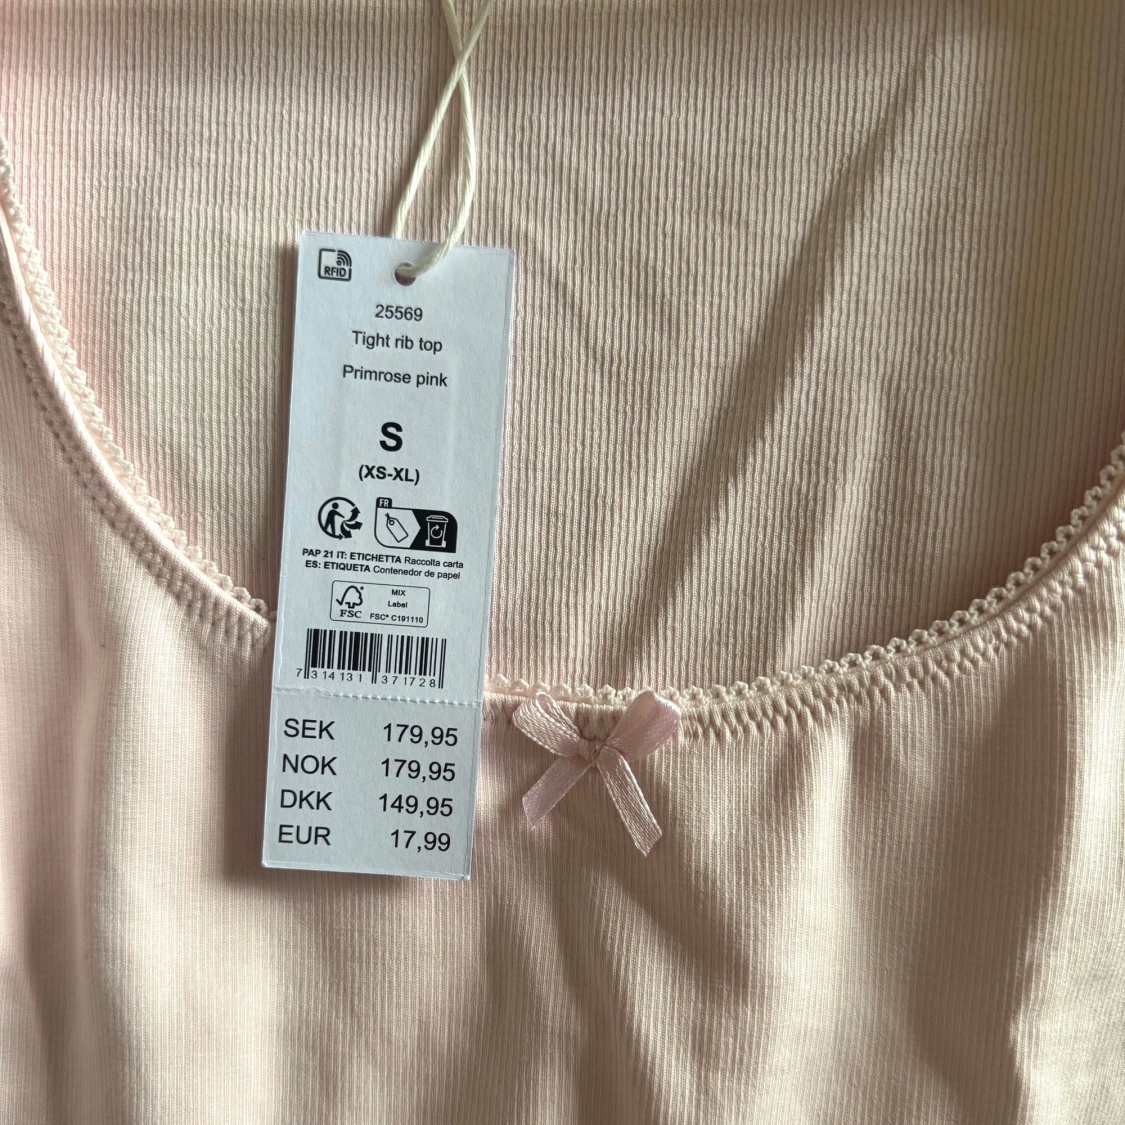 RFID
25569
Tight rib top
Primrose pink
S
(XS-XL)
FR
PAP 21 IT: ETICHETTA Raccolta carta
ES: ETIQUETA Contenedor de papel
MIX
Label
FSC
FSC® C191110
7 314131 371728
SEK 179,95
NOK 179,95
DKK 149,95
EUR 17,99